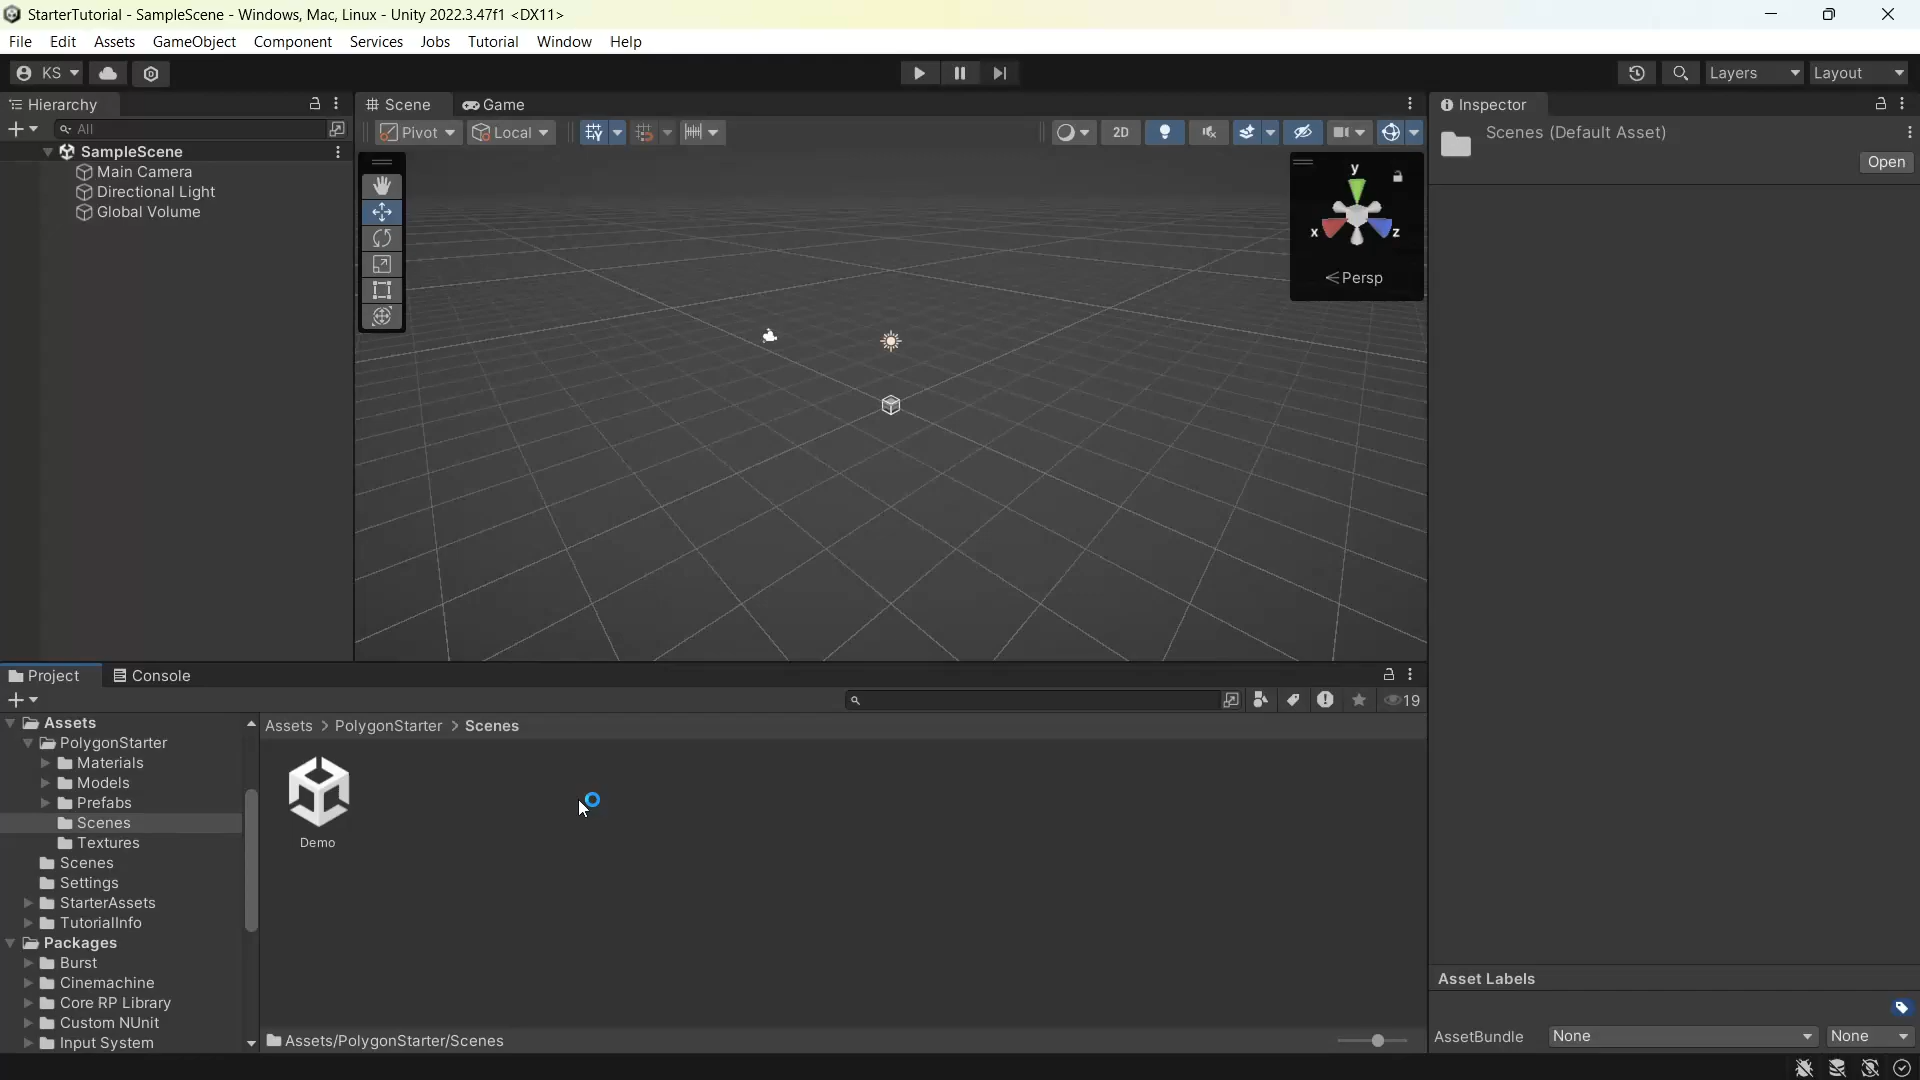 StarterTutorial - SampleScene - Windows, Mac, Linux - Unity 2022.3.47f1 <DX11>
File Edit Assets GameObject Component Services Jobs Tutorial Window Help
KS
Layers
Layout
Hierarchy
Scene
Game
Inspector
All
Pivot
Local
2D
Scenes (Default Asset)
Open
SampleScene
Main Camera
Directional Light
Global Volume
y
x
z
Persp
Project
Console
19
Assets
PolygonStarter
Materials
Models
Prefabs
Scenes
Textures
Scenes
Settings
StarterAssets
TutorialInfo
Packages
Burst
Cinemachine
Core RP Library
Custom NUnit
Input System
Assets > PolygonStarter > Scenes
Demo
Assets/PolygonStarter/Scenes
Asset Labels
AssetBundle
None
None